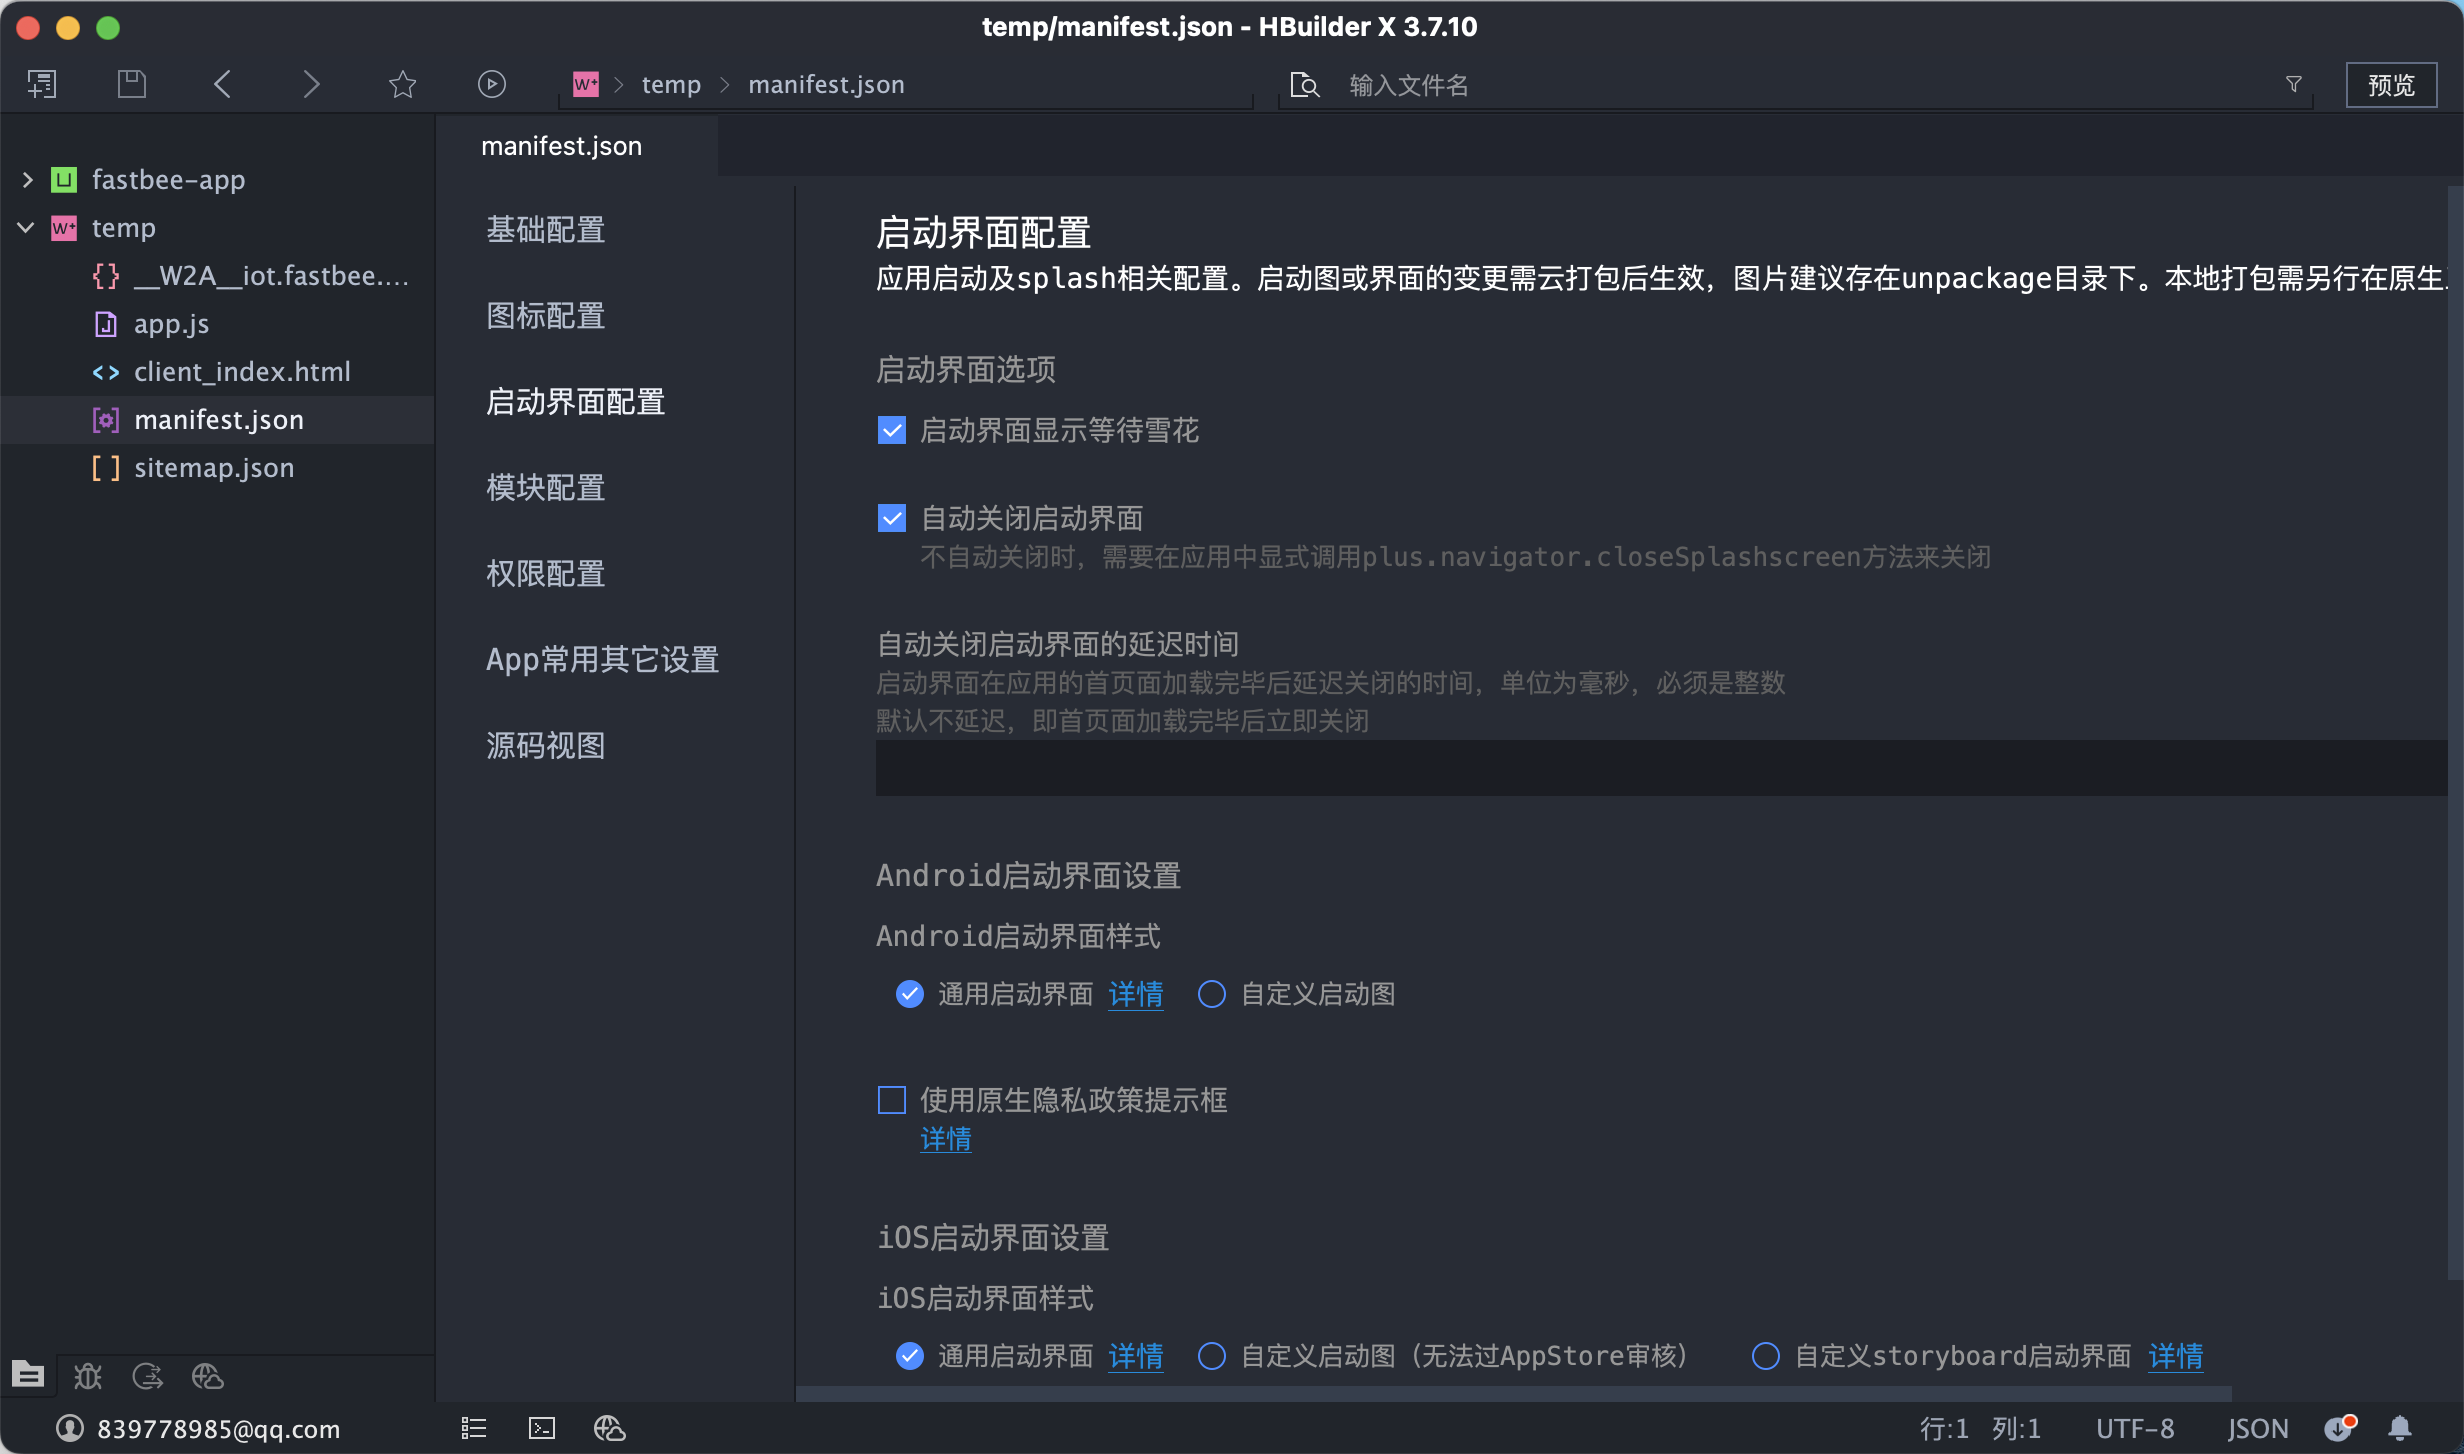 temp/manifest.json - HBuilder X 3.7.10
temp
manifest.json
输入文件名
预览
fastbee-app
temp
__W2A__iot.fastbee....
app.js
client_index.html
manifest.json
sitemap.json
manifest.json
基础配置
图标配置
启动界面配置
模块配置
权限配置
App常用其它设置
源码视图
启动界面配置
应用启动及splash相关配置。启动图或界面的变更需云打包后生效，图片建议存在unpackage目录下。本地打包需另行在原生
启动界面选项
启动界面显示等待雪花
自动关闭启动界面
不自动关闭时，需要在应用中显式调用plus.navigator.closeSplashscreen方法来关闭
自动关闭启动界面的延迟时间
启动界面在应用的首页面加载完毕后延迟关闭的时间，单位为毫秒，必须是整数
默认不延迟，即首页面加载完毕后立即关闭
Android启动界面设置
Android启动界面样式
通用启动界面 详情 自定义启动图
使用原生隐私政策提示框
详情
iOS启动界面设置
iOS启动界面样式
通用启动界面 详情 自定义启动图（无法过AppStore审核） 自定义storyboard启动界面 详情
839778985@qq.com
行:1 列:1 UTF-8 JSON